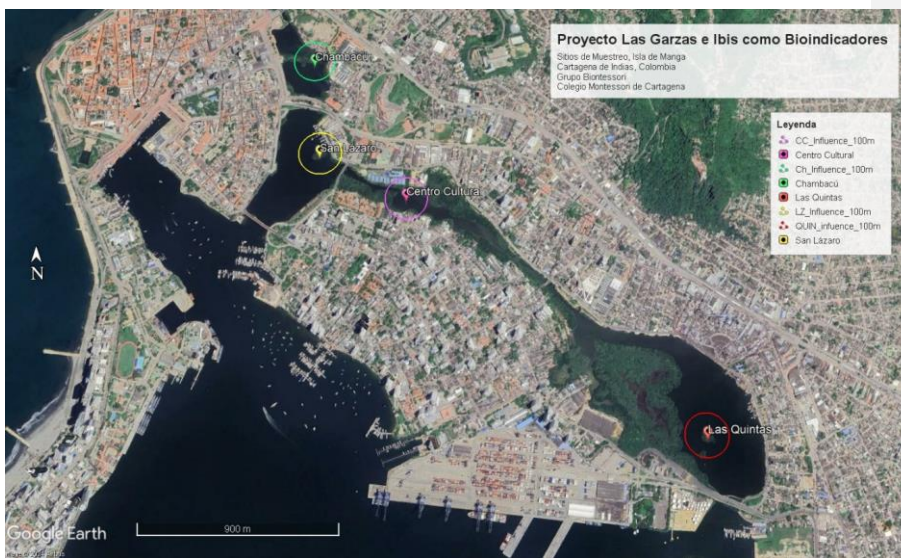 Proyecto Las Garzas e Ibis como Bioindicadores
Sitios de Muestreo, Isla de Manga
Cartagena de Indias, Colombia
Grupo Biontessori
Colegio Montessori de Cartagena
Leyenda
CC_Influence_100m
Centro Cultural
Ch_Influence_100m
Chambacú
Las Quintas
LZ_Influence_100m
QUIN_infuence_100m
San Lázaro
Chambacú
San Lázaro
Centro Cultura
Las Quintas
N
900 m
Google Earth